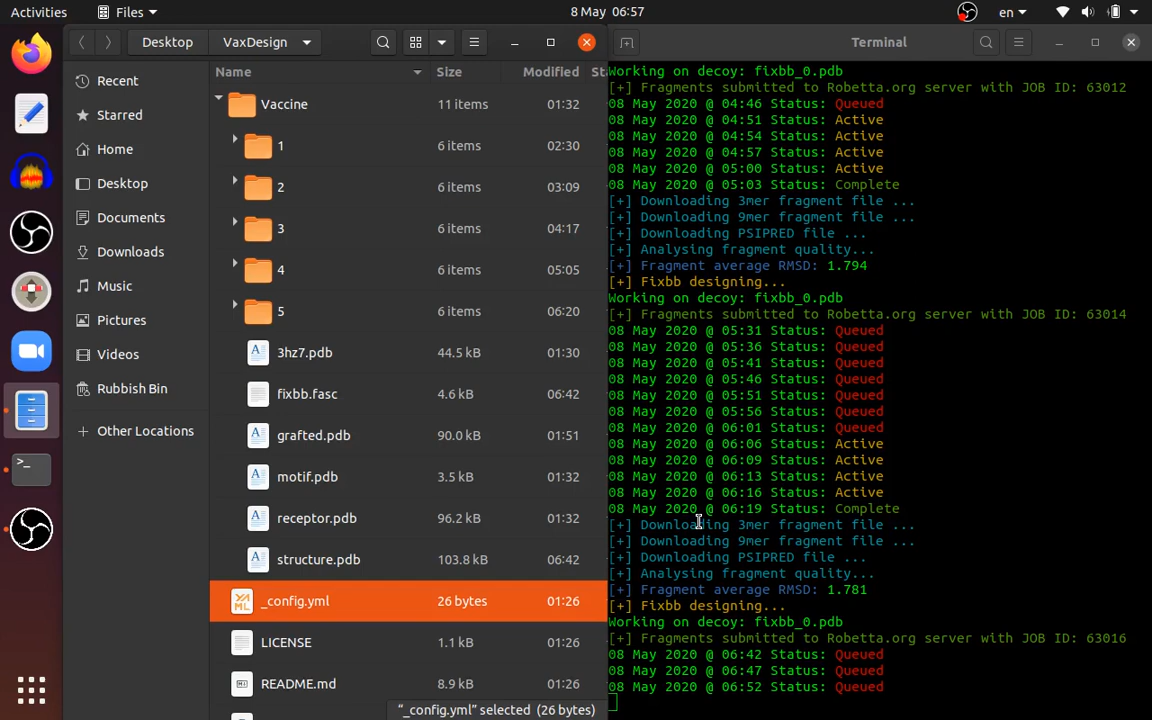 Activities
Files
8 May 06:57
en
Desktop
VaxDesign
Terminal
Recent
Starred
Home
Desktop
Documents
Downloads
Music
Pictures
Videos
Rubbish Bin
Other Locations
Name Size Modified St
Vaccine 11 items 01:32
1 6 items 02:30
2 6 items 03:09
3 6 items 04:17
4 6 items 05:05
5 6 items 06:20
3hz7.pdb 44.5 kB 01:30
fixbb.fasc 4.6 kB 06:42
grafted.pdb 90.0 kB 01:51
motif.pdb 3.5 kB 01:32
receptor.pdb 96.2 kB 01:32
structure.pdb 103.8 kB 06:42
_config.yml 26 bytes 01:26
LICENSE 1.1 kB 01:26
README.md 8.9 kB 01:26
“_config.yml” selected (26 bytes)
Working on decoy: fixbb_0.pdb
[+] Fragments submitted to Robetta.org server with JOB ID: 63012
08 May 2020 @ 04:46 Status: Queued
08 May 2020 @ 04:51 Status: Active
08 May 2020 @ 04:54 Status: Active
08 May 2020 @ 04:57 Status: Active
08 May 2020 @ 05:00 Status: Active
08 May 2020 @ 05:03 Status: Complete
[+] Downloading 3mer fragment file ...
[+] Downloading 9mer fragment file ...
[+] Downloading PSIPRED file ...
[+] Analysing fragment quality...
[+] Fragment average RMSD: 1.794
[+] Fixbb designing...
Working on decoy: fixbb_0.pdb
[+] Fragments submitted to Robetta.org server with JOB ID: 63014
08 May 2020 @ 05:31 Status: Queued
08 May 2020 @ 05:36 Status: Queued
08 May 2020 @ 05:41 Status: Queued
08 May 2020 @ 05:46 Status: Queued
08 May 2020 @ 05:51 Status: Queued
08 May 2020 @ 05:56 Status: Queued
08 May 2020 @ 06:01 Status: Queued
08 May 2020 @ 06:06 Status: Active
08 May 2020 @ 06:09 Status: Active
08 May 2020 @ 06:13 Status: Active
08 May 2020 @ 06:16 Status: Active
08 May 2020 @ 06:19 Status: Complete
[+] Downloading 3mer fragment file ...
[+] Downloading 9mer fragment file ...
[+] Downloading PSIPRED file ...
[+] Analysing fragment quality...
[+] Fragment average RMSD: 1.781
[+] Fixbb designing...
Working on decoy: fixbb_0.pdb
[+] Fragments submitted to Robetta.org server with JOB ID: 63016
08 May 2020 @ 06:42 Status: Queued
08 May 2020 @ 06:47 Status: Queued
08 May 2020 @ 06:52 Status: Queued